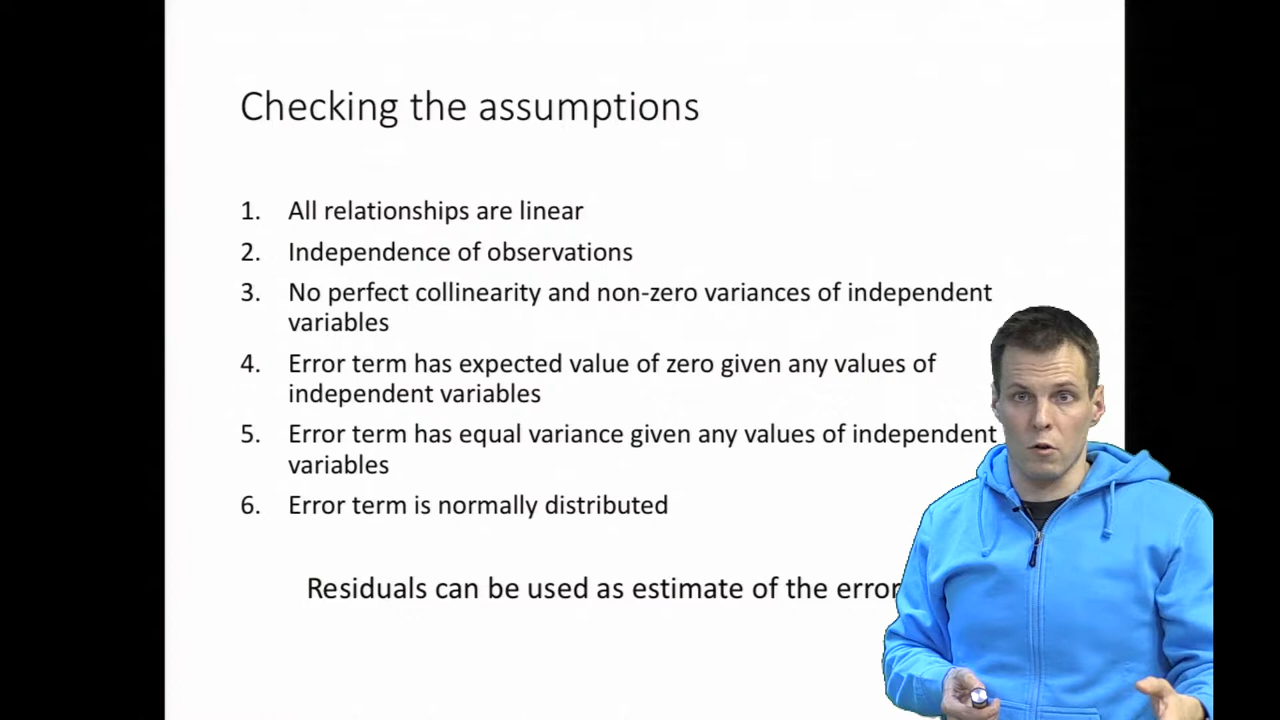 Checking the assumptions
1. All relationships are linear
2. Independence of observations
3. No perfect collinearity and non-zero variances of independent
variables
4. Error term has expected value of zero given any values of
independent variables
5. Error term has equal variance given any values of independent
variables
6. Error term is normally distributed
Residuals can be used as estimate of the error